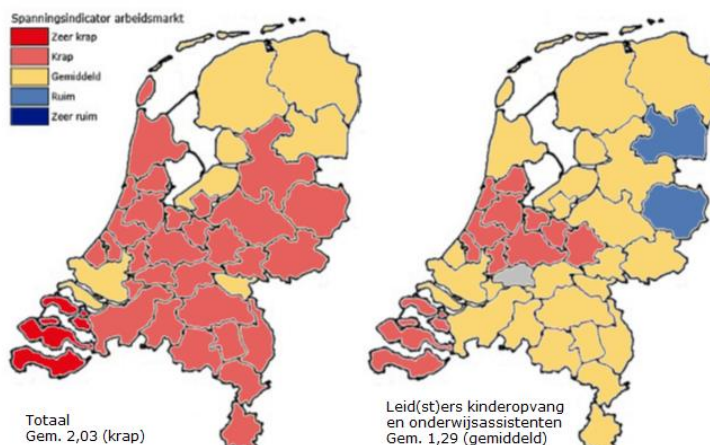 Spanningsindicator arbeidsmarkt
Zeer krap
Krap
Gemiddeld
Ruim
Zeer ruim
Totaal
Gem. 2,03 (krap)
Leid(st)ers kinderopvang
en onderwijsassistenten
Gem. 1,29 (gemiddeld)